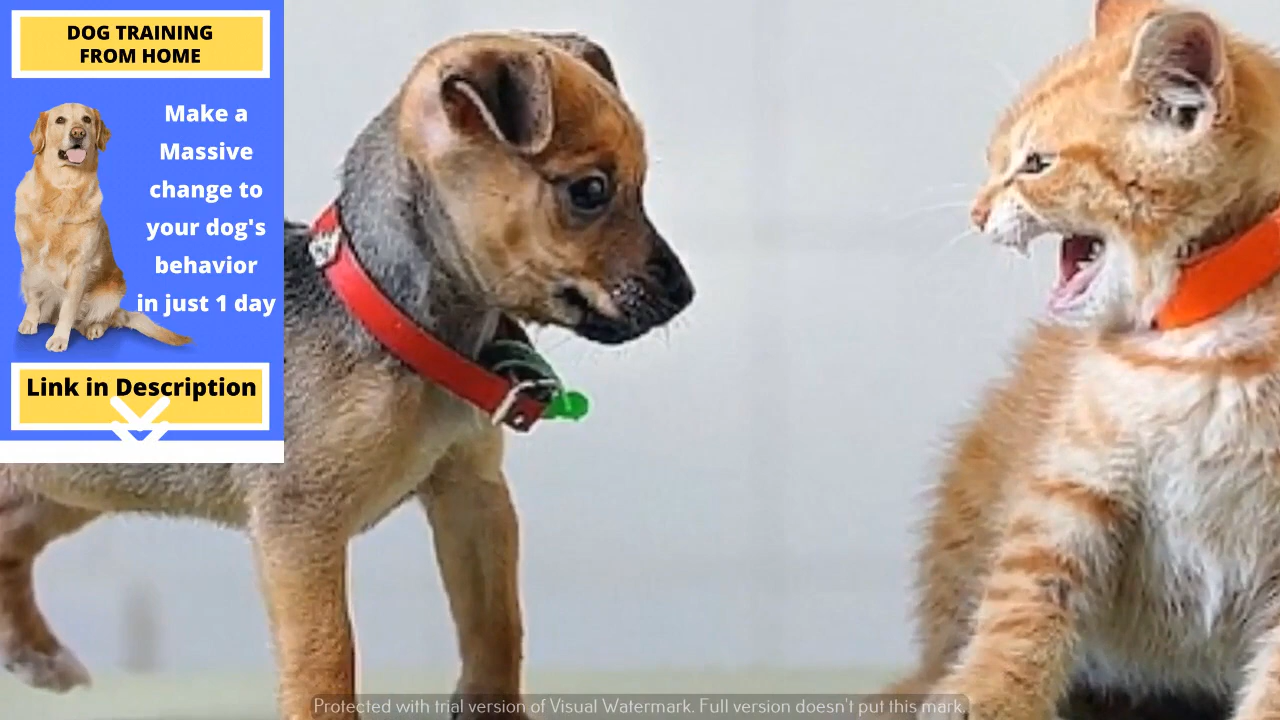 DOG TRAINING
FROM HOME
Make a
Massive
change to
your dog's
behavior
in just 1 day
Link in Description
Protected with trial version of Visual Watermark. Full version doesn't put this mark.